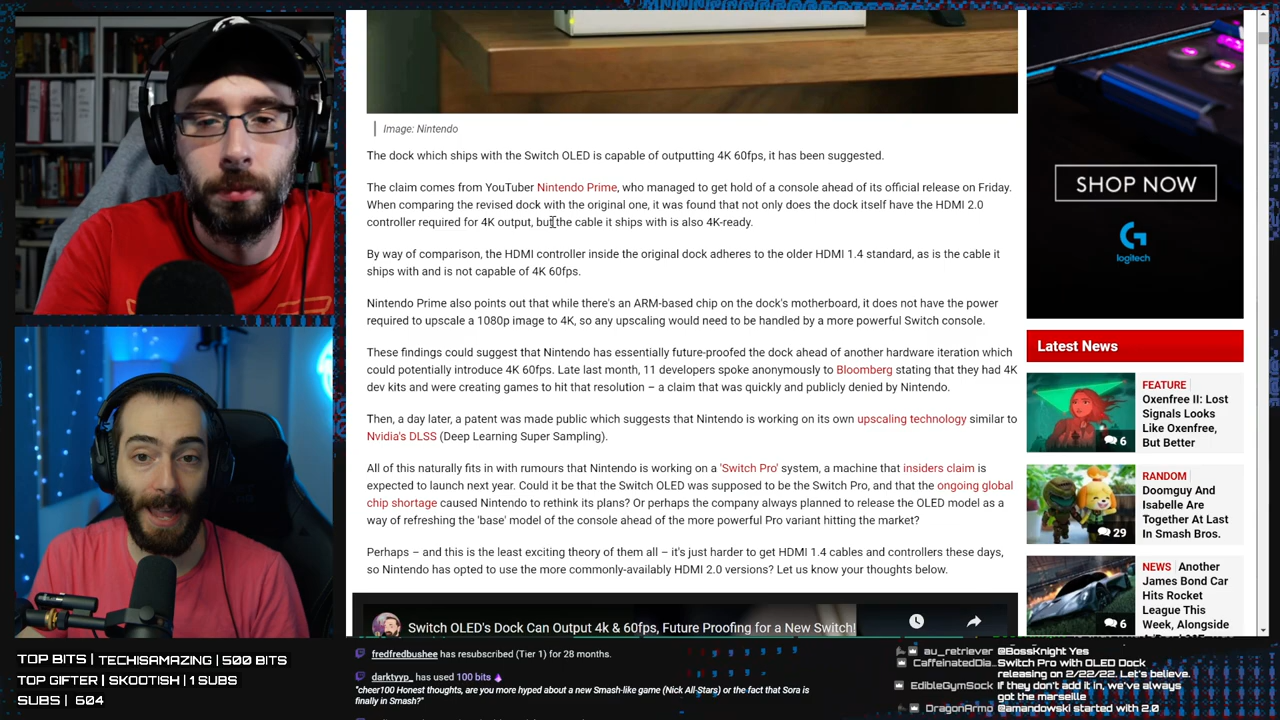 Image: Nintendo
The dock which ships with the Switch OLED is capable of outputting 4K 60fps, it has been suggested.
The claim comes from YouTuber Nintendo Prime, who managed to get hold of a console ahead of its official release on Friday.
When comparing the revised dock with the original one, it was found that not only does the dock itself have the HDMI 2.0
controller required for 4K output, but the cable it ships with is also 4K-ready.
By way of comparison, the HDMI controller inside the original dock adheres to the older HDMI 1.4 standard, as is the cable it
ships with and is not capable of 4K 60fps.
Nintendo Prime also points out that while there's an ARM-based chip on the dock's motherboard, it does not have the power
required to upscale a 1080p image to 4K, so any upscaling would need to be handled by a more powerful Switch console.
These findings could suggest that Nintendo has essentially future-proofed the dock ahead of another hardware iteration which
could potentially introduce 4K 60fps. Late last month, 11 developers spoke anonymously to Bloomberg stating that they had 4K
dev kits and were creating games to hit that resolution – a claim that was quickly and publicly denied by Nintendo.
Then, a day later, a patent was made public which suggests that Nintendo is working on its own upscaling technology similar to
Nvidia's DLSS (Deep Learning Super Sampling).
All of this naturally fits in with rumours that Nintendo is working on a 'Switch Pro' system, a machine that insiders claim is
expected to launch next year. Could it be that the Switch OLED was supposed to be the Switch Pro, and that the ongoing global
chip shortage caused Nintendo to rethink its plans? Or perhaps the company always planned to release the OLED model as a
way of refreshing the 'base' model of the console ahead of the more powerful Pro variant hitting the market?
Perhaps – and this is the least exciting theory of them all – it's just harder to get HDMI 1.4 cables and controllers these days,
so Nintendo has opted to use the more commonly-availably HDMI 2.0 versions? Let us know your thoughts below.
Switch OLED's Dock Can Output 4k & 60fps, Future Proofing for a New Switch!
SHOP NOW
logitech
Latest News
FEATURE
Oxenfree II: Lost
Signals Looks
Like Oxenfree,
But Better
6
RANDOM
Doomguy And
Isabelle Are
Together At Last
In Smash Bros.
29
NEWS Another
James Bond Car
Hits Rocket
League This
Week, Alongside
6
TOP BITS | TECHISAMAZING | 500 BITS
TOP GIFTER | SKOOTISH | 1 SUBS
SUBS | 604
fredfredbushee has resubscribed (Tier 1) for 28 months.
darktyyp_ has used 100 bits
"cheer100 Honest thoughts, are you more hyped about a new Smash-like game (Nick All-Stars) or the fact that Sora is
finally in Smash?"
au_retriever @BossKnight Yes
CaffeinatedDia... Switch Pro with OLED Dock
releasing on 2/22/22. Let's believe.
EdibleGymSock If they don't add it in, we've always
got the marseille
DragonArmo @amandowski started with 2.0